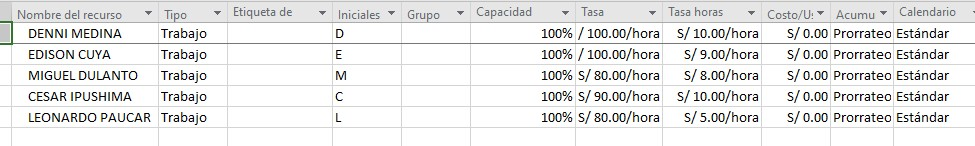 Nombre del recurso Tipo Etiqueta de Iniciales Grupo Capacidad Tasa Tasa horas Costo/Us Acumu Calendario
DENNI MEDINA Trabajo D 100% / 100.00/hora S/ 10.00/hora S/ 0.00 Prorrateo Estándar
EDISON CUYA Trabajo E 100% / 100.00/hora S/ 9.00/hora S/ 0.00 Prorrateo Estándar
MIGUEL DULANTO Trabajo M 100% S/ 80.00/hora S/ 8.00/hora S/ 0.00 Prorrateo Estándar
CESAR IPUSHIMA Trabajo C 100% S/ 90.00/hora S/ 10.00/hora S/ 0.00 Prorrateo Estándar
LEONARDO PAUCAR Trabajo L 100% S/ 80.00/hora S/ 5.00/hora S/ 0.00 Prorrateo Estándar